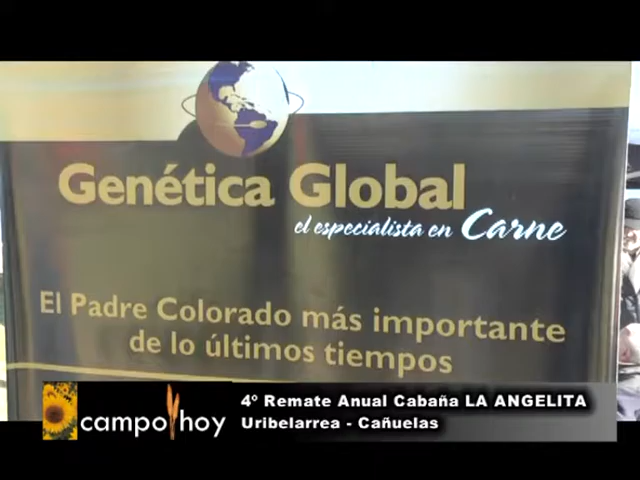 Genética Global
el especialista en Carne
El Padre Colorado más importante
de lo últimos tiempos
campo hoy
4º Remate Anual Cabaña LA ANGELITA
Uribelarrea - Cañuelas